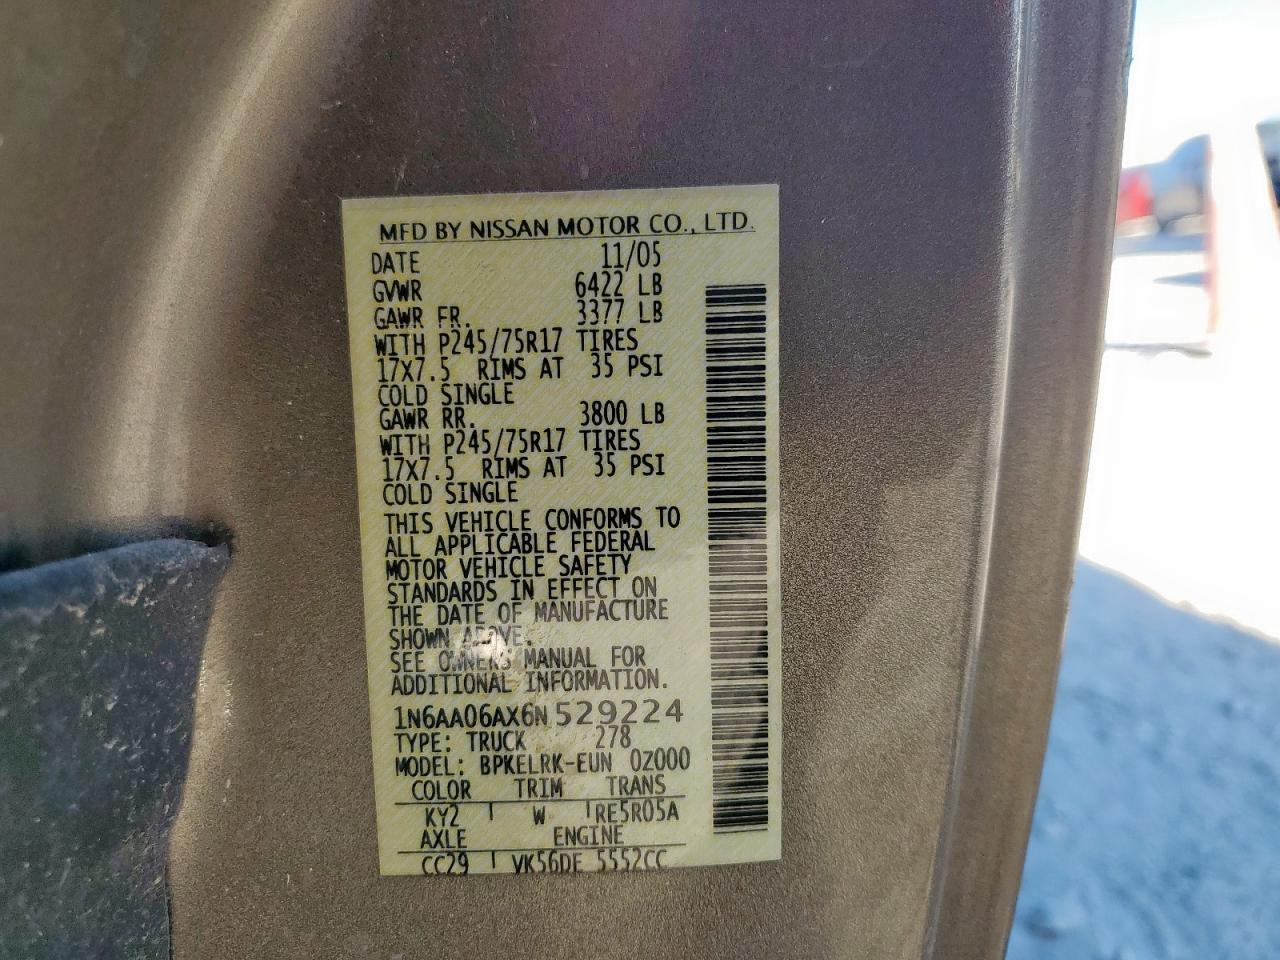 MFD BY NISSAN MOTOR CO., LTD.
DATE 11/05
GVWR 6422 LB
GAWR FR. 3377 LB
WITH P245/75R17 TIRES
17X7.5 RIMS AT 35 PSI
COLD SINGLE
GAWR RR. 3800 LB
WITH P245/75R17 TIRES
17X7.5 RIMS AT 35 PSI
COLD SINGLE
THIS VEHICLE CONFORMS TO
ALL APPLICABLE FEDERAL
MOTOR VEHICLE SAFETY
STANDARDS IN EFFECT ON
THE DATE OF MANUFACTURE
SHOWN ABOVE.
SEE OWNERS MANUAL FOR
ADDITIONAL INFORMATION.
1N6AA06AX6N529224
TYPE: TRUCK 278
MODEL: BPKELRK-EUN 0Z000
COLOR TRIM TRANS
KY2 W RE5R05A
AXLE ENGINE
CC29 VK56DE 5552CC